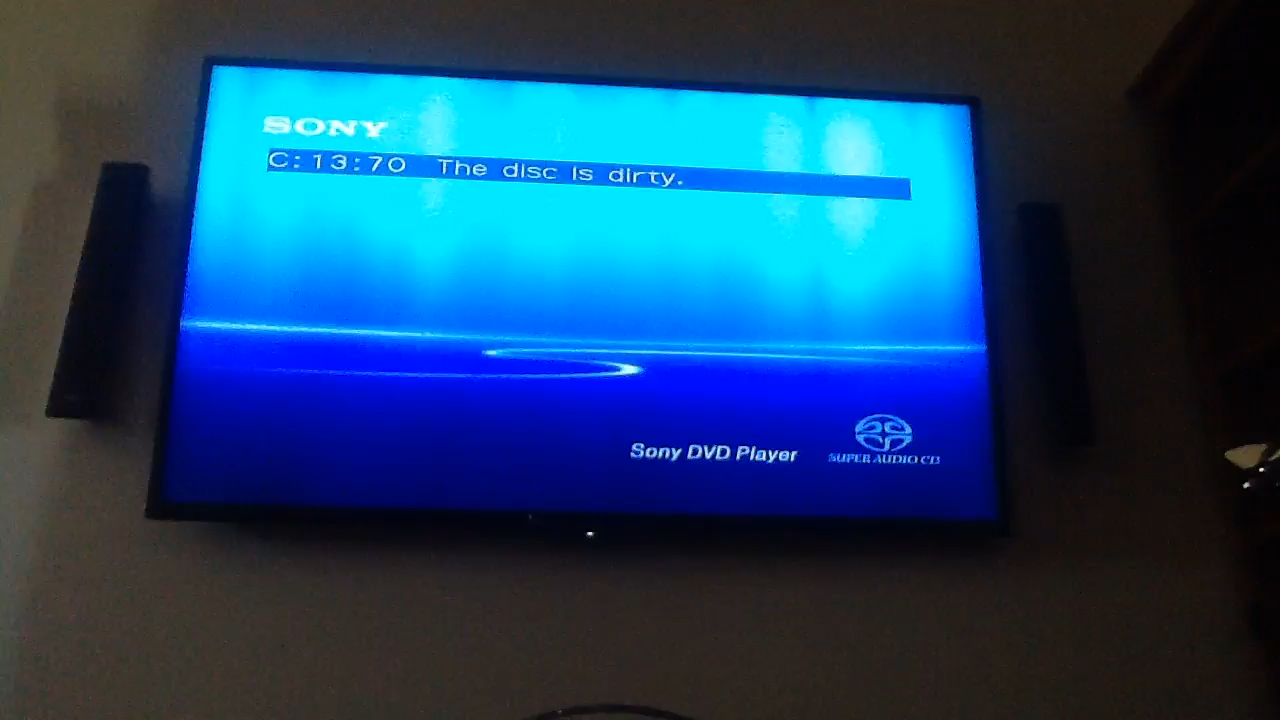 SONY
C:13:70 The disc is dirty.
Sony DVD Player
SUPER AUDIO CD